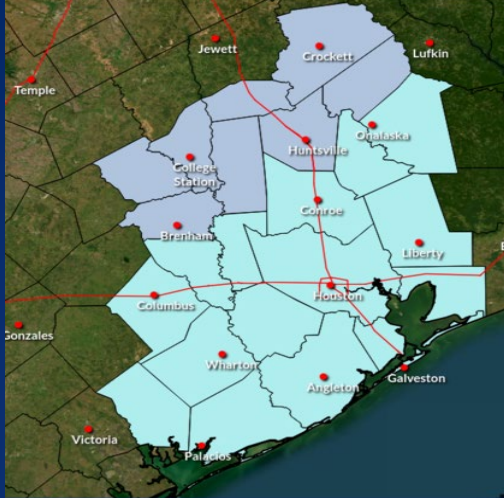 Jewett
Crockett
Lufkin
Temple
Onalaska
Huntsville
College
Station
Conroe
Brenham
Liberty
Houston
Columbus
Gonzales
Wharton
Angleton
Galveston
Victoria
Palacios